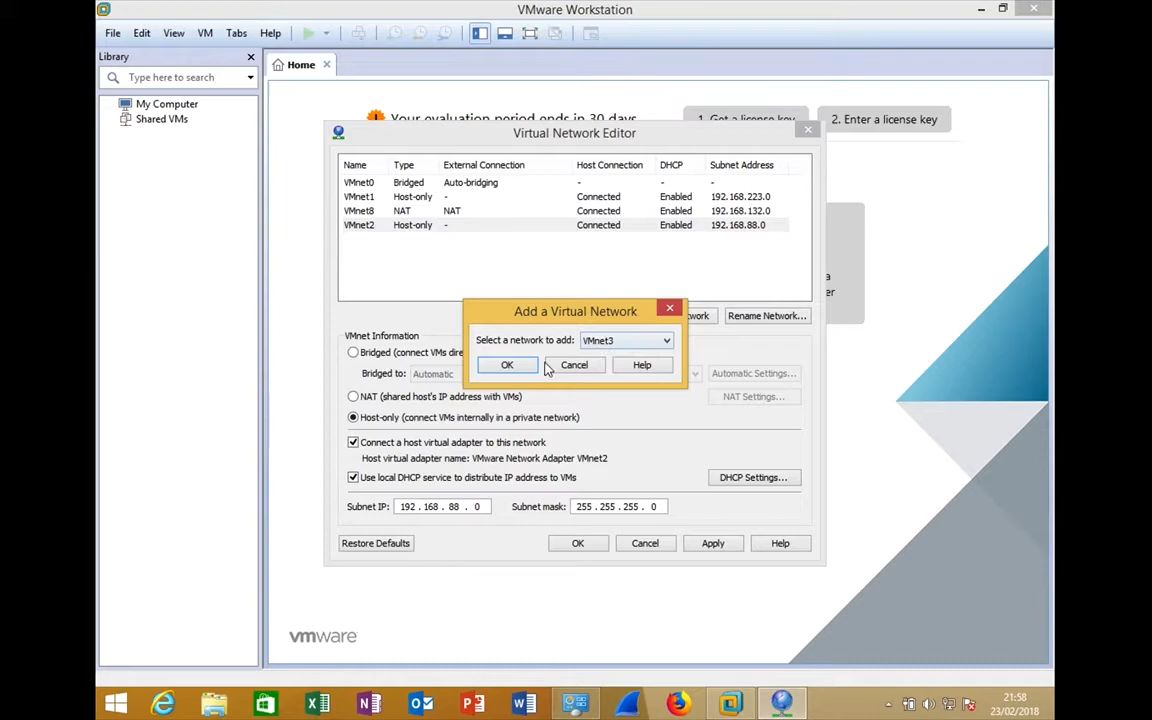 VMware Workstation
File Edit View VM Tabs Help
Library
Home
Type here to search
My Computer
Shared VMs
Your evaluation period ends in 30 days
1. Get a license key
2. Enter a license key
Virtual Network Editor
Name Type External Connection Host Connection DHCP Subnet Address
VMnet0 Bridged Auto-bridging - - -
VMnet1 Host-only - Connected Enabled 192.168.223.0
VMnet8 NAT NAT Connected Enabled 192.168.132.0
VMnet2 Host-only - Connected Enabled 192.168.88.0
Add a Virtual Network
Rename Network...
Select a network to add: VMnet3
OK Cancel Help
VMnet Information
Bridged (connect VMs dire
Bridged to: Automatic
Automatic Settings...
NAT (shared host's IP address with VMs)
NAT Settings...
Host-only (connect VMs internally in a private network)
Connect a host virtual adapter to this network
Host virtual adapter name: VMware Network Adapter VMnet2
Use local DHCP service to distribute IP address to VMs
DHCP Settings...
Subnet IP: 192 . 168 . 88 . 0 Subnet mask: 255 . 255 . 255 . 0
Restore Defaults OK Cancel Apply Help
vmware
21:58
23/02/2018